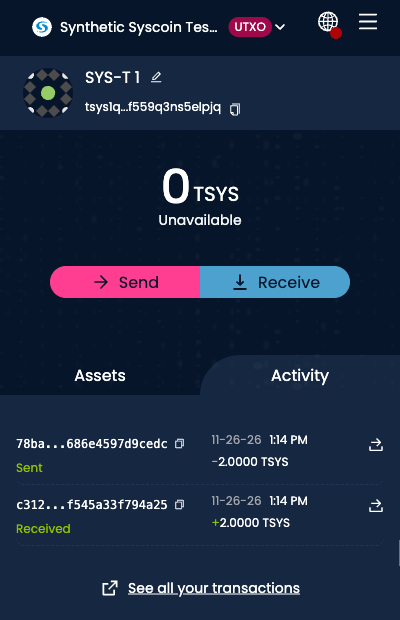 Synthetic Syscoin Tes... UTXO
SYS-T 1
tsys1q...f559q3ns5elpjq
0 TSYS
Unavailable
Send
Receive
Assets
Activity
78ba...686e4597d9cedc
11-26-26 1:14 PM
Sent
-2.0000 TSYS
c312...f545a33f794a25
11-26-26 1:14 PM
Received
+2.0000 TSYS
See all your transactions